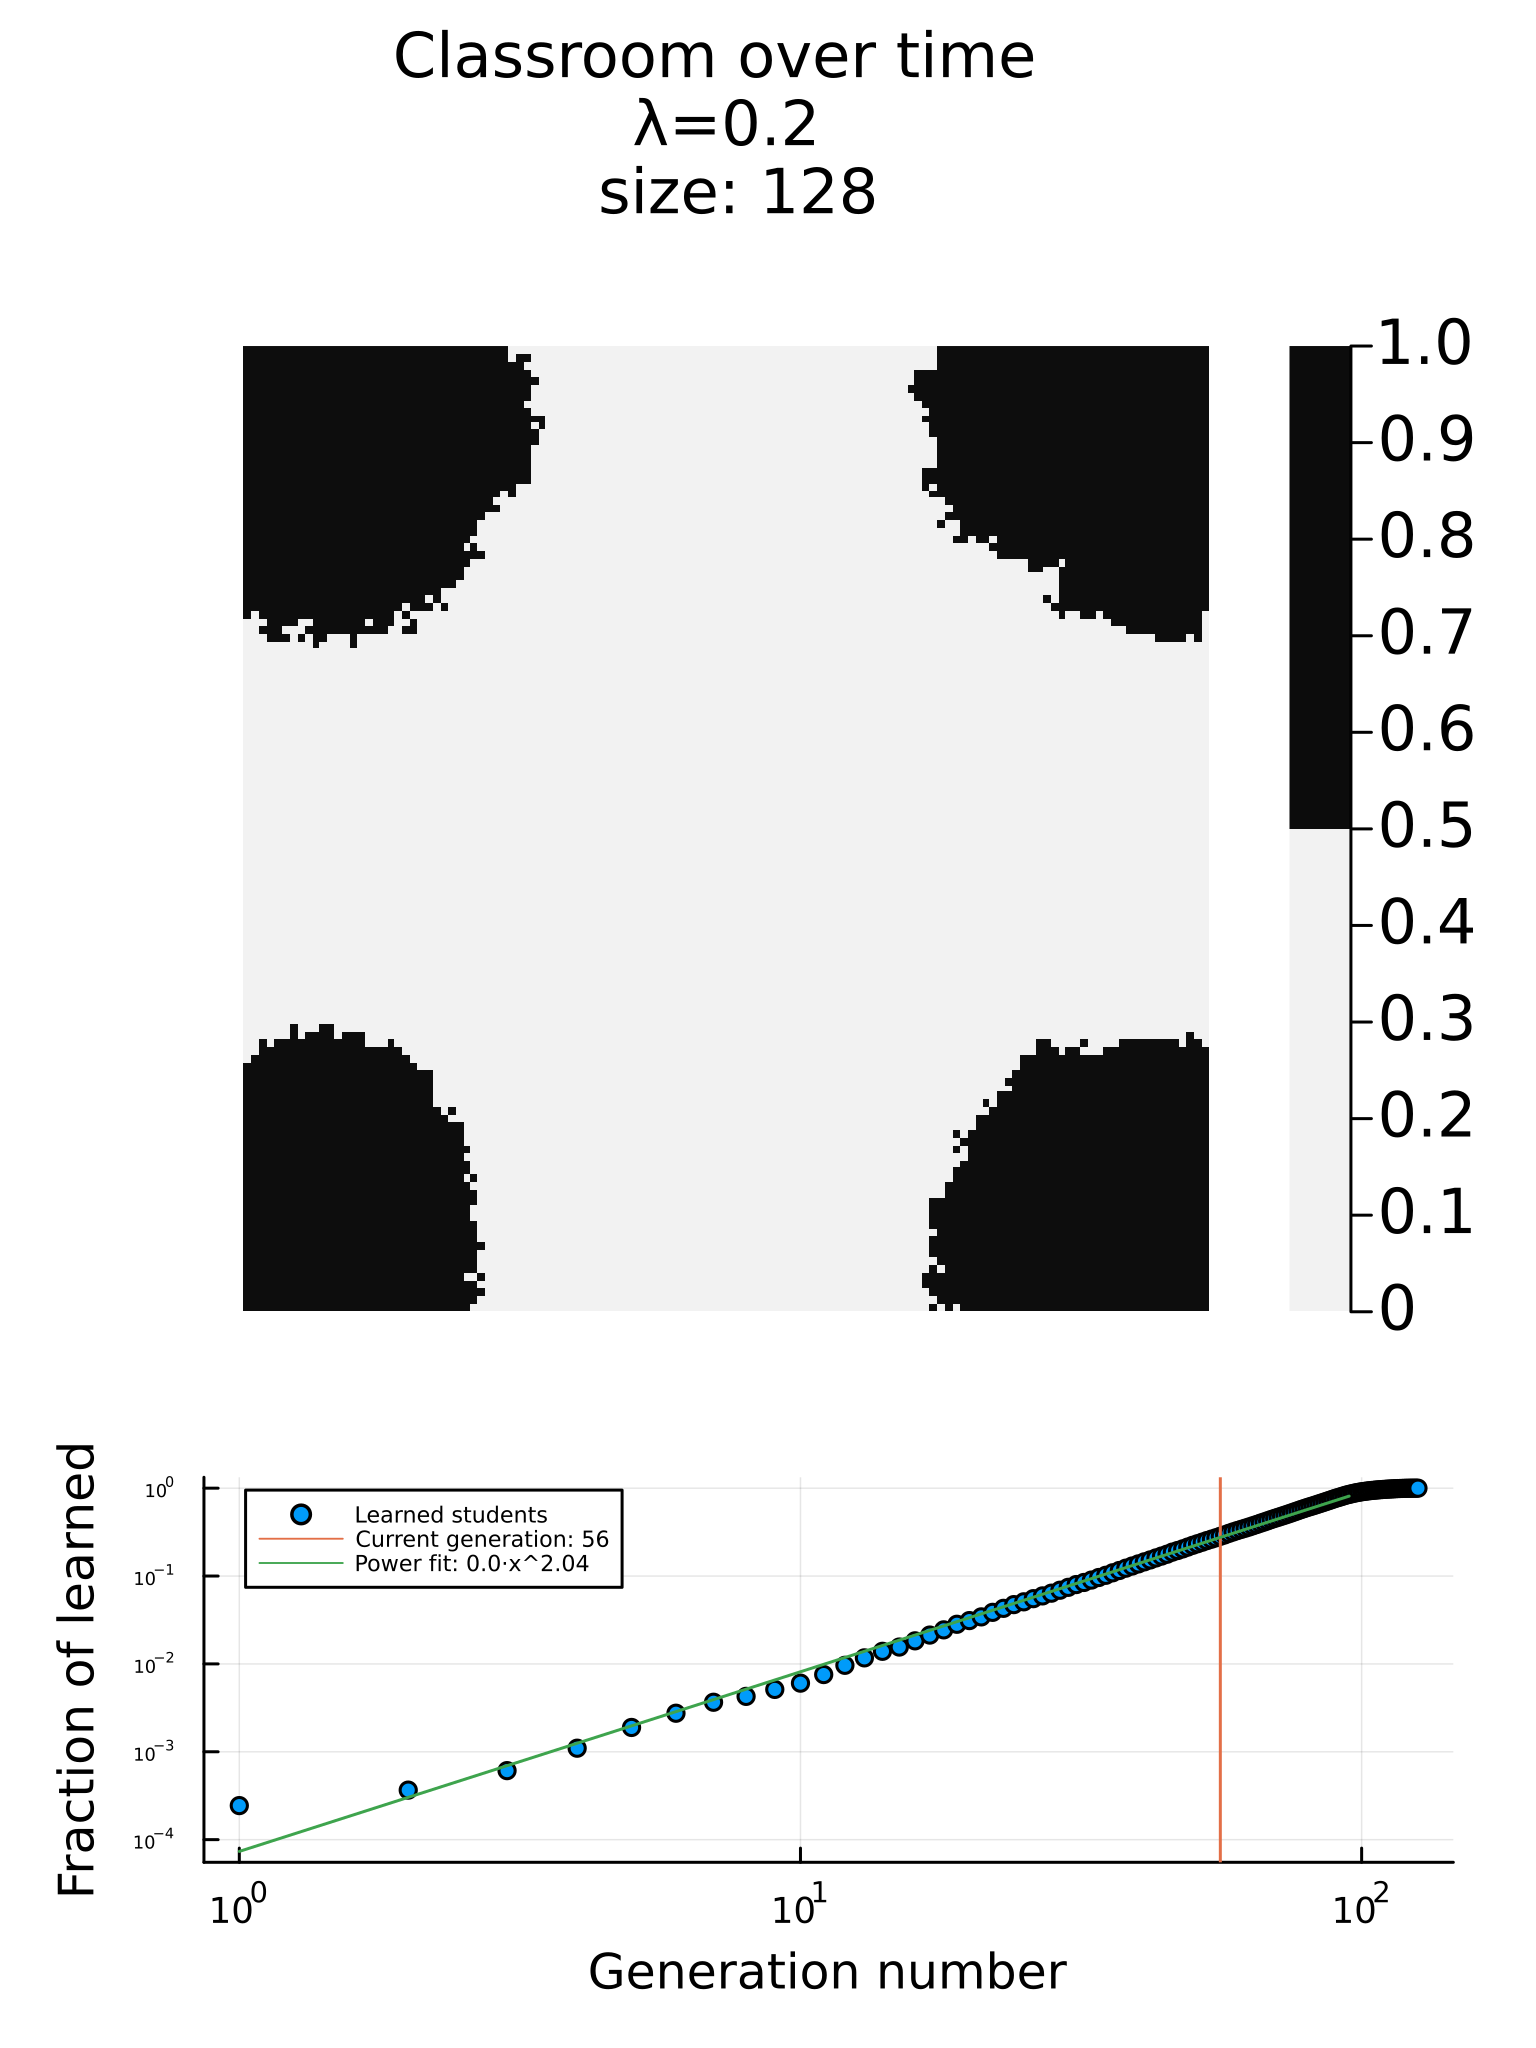 Classroom over time
λ=0.2
size: 128
1.0
0.9
0.8
0.7
0.6
0.5
0.4
0.3
0.2
0.1
0
Fraction of learned
10^0
10^-1
10^-2
10^-3
10^-4
Learned students
Current generation: 56
Power fit: 0.0·x^2.04
10^0 10^1 10^2
Generation number